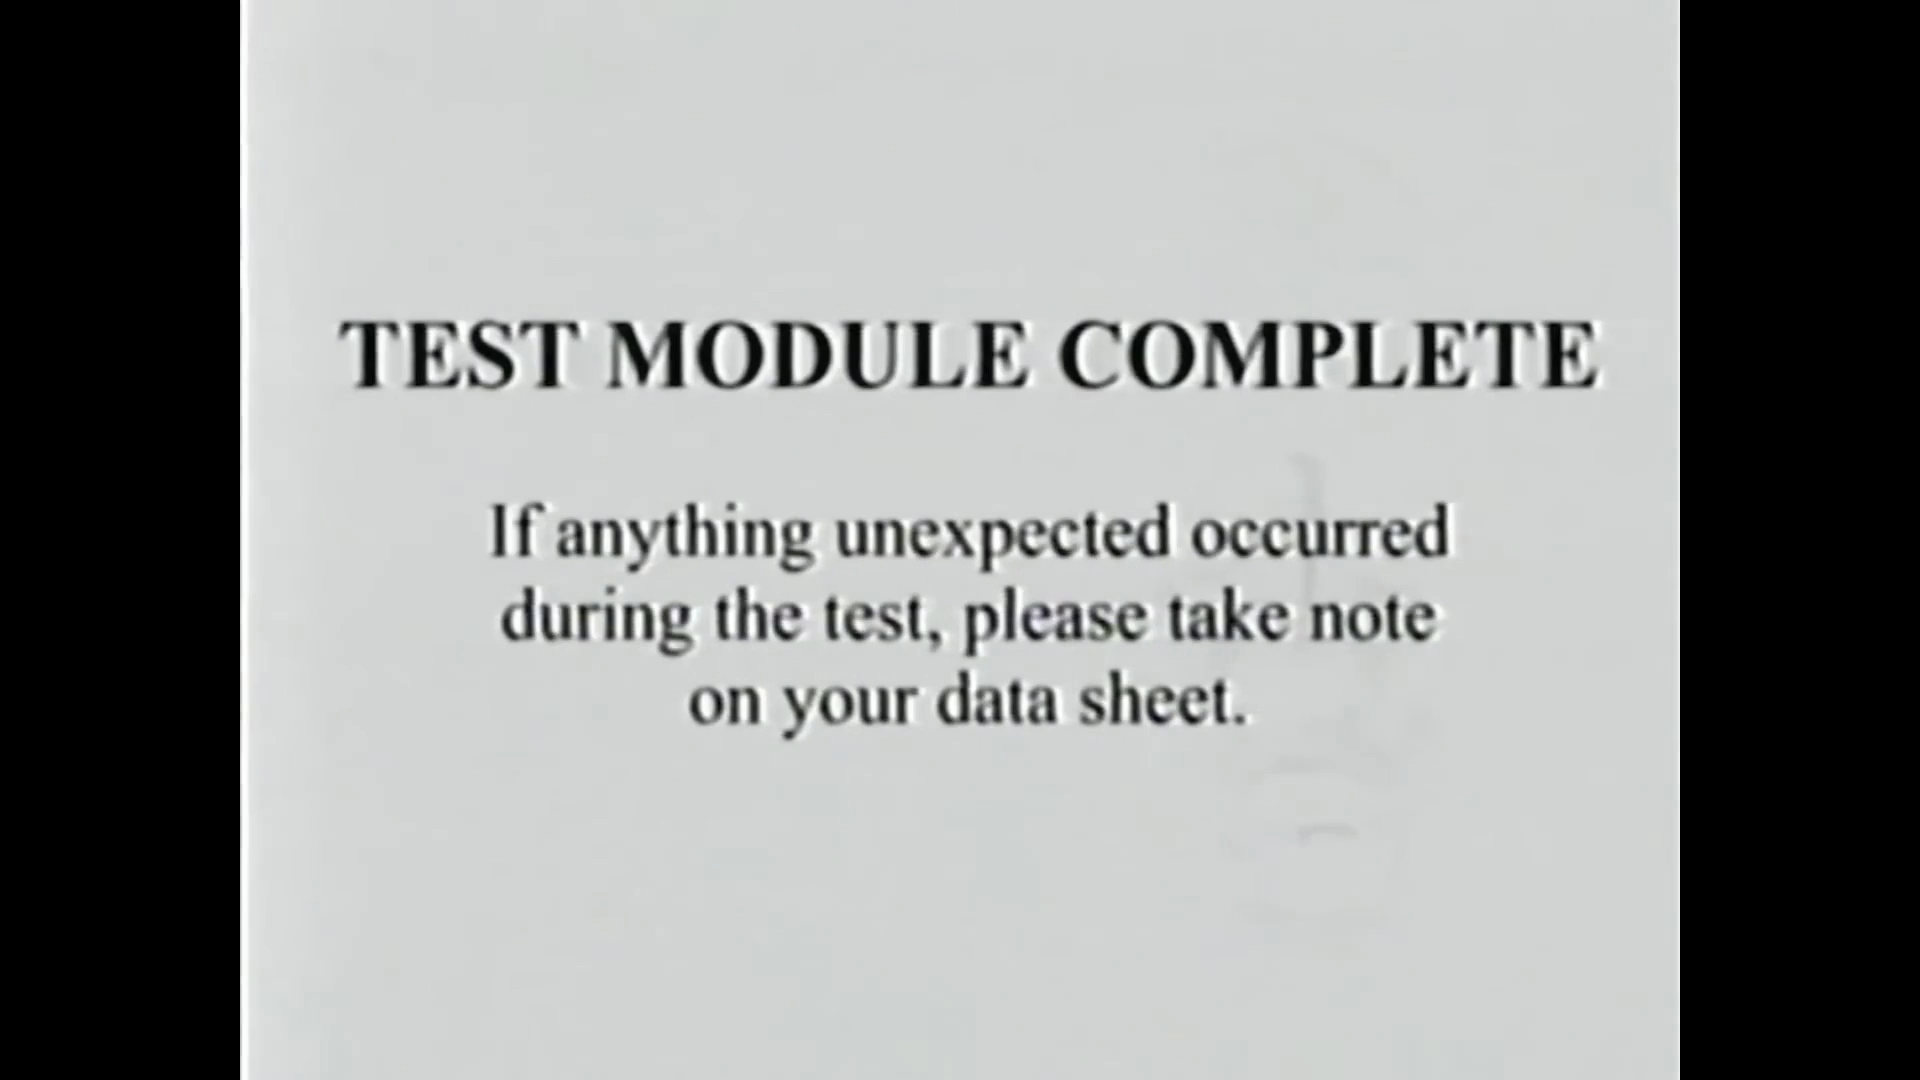 TEST MODULE COMPLETE
If anything unexpected occurred
during the test, please take note
on your data sheet.